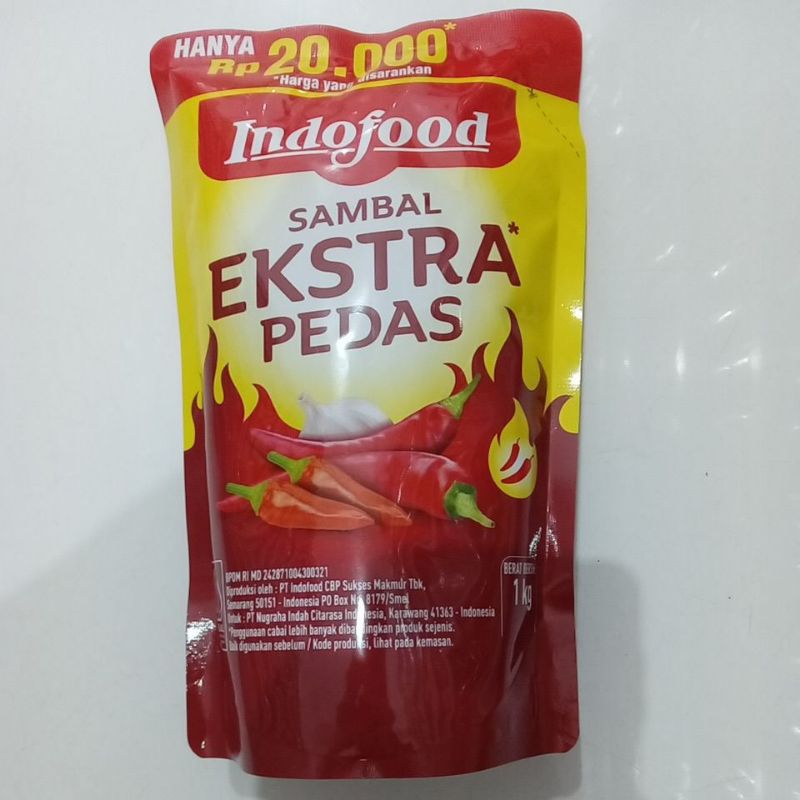 HANYA
Rp 20.000*
*Harga yang disarankan
Indofood
SAMBAL
EKSTRA*
PEDAS
BPOM RI MD 242871004300321
Diproduksi oleh : PT Indofood CBP Sukses Makmur Tbk,
Semarang 50151 - Indonesia PO Box No. 8179/Smel
Untuk : PT Nugraha Indah Citarasa Indonesia, Karawang 41363 - Indonesia
*Penggunaan cabai lebih banyak dibandingkan produk sejenis.
Baik digunakan sebelum / Kode produksi, lihat pada kemasan.
BERAT BERSIH
1 kg